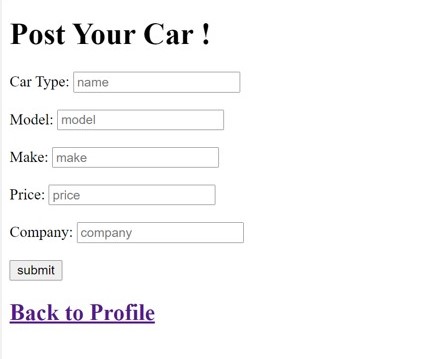 Post Your Car !
Car Type: name
Model: model
Make: make
Price: price
Company: company
submit
Back to Profile